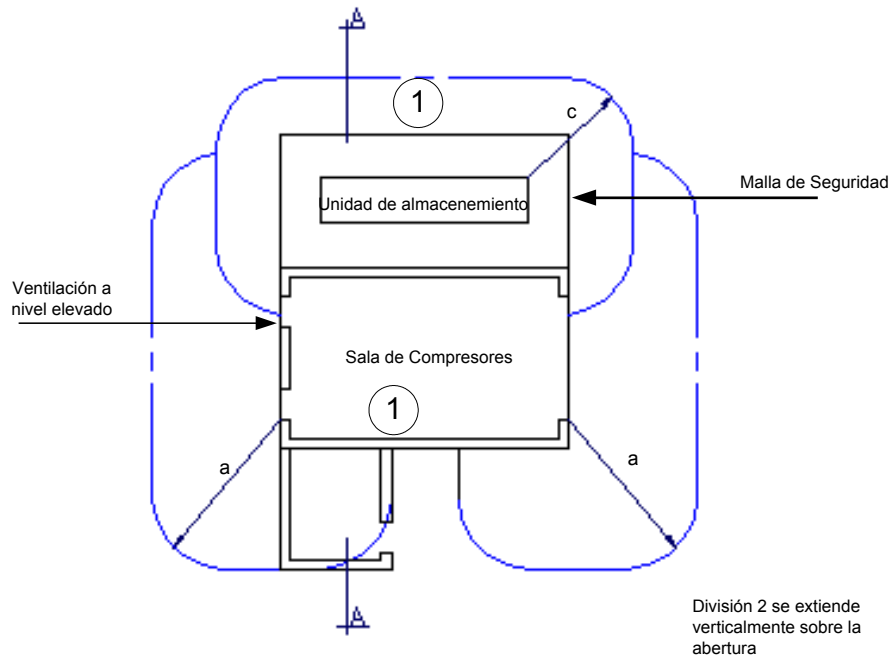 A
1
c
Unidad de almacenemiento
Malla de Seguridad
Ventilación a
nivel elevado
Sala de Compresores
1
a
a
A
División 2 se extiende
verticalmente sobre la
abertura